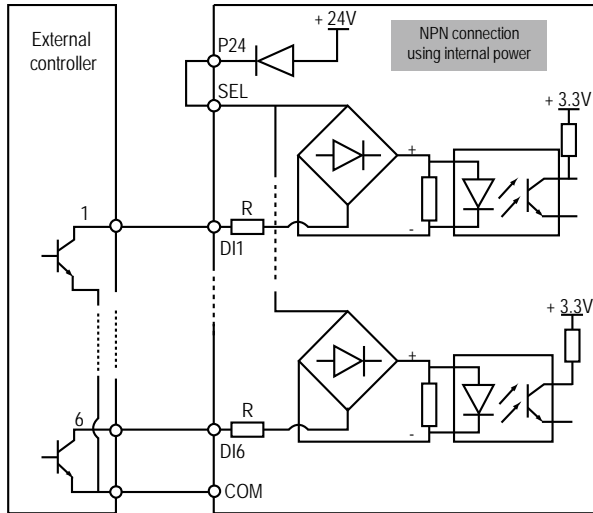 External
controller
+ 24V
P24
NPN connection
using internal power
SEL
+ 3.3V
+
1
R
-
DI1
+ 3.3V
+
6
R
-
DI6
COM